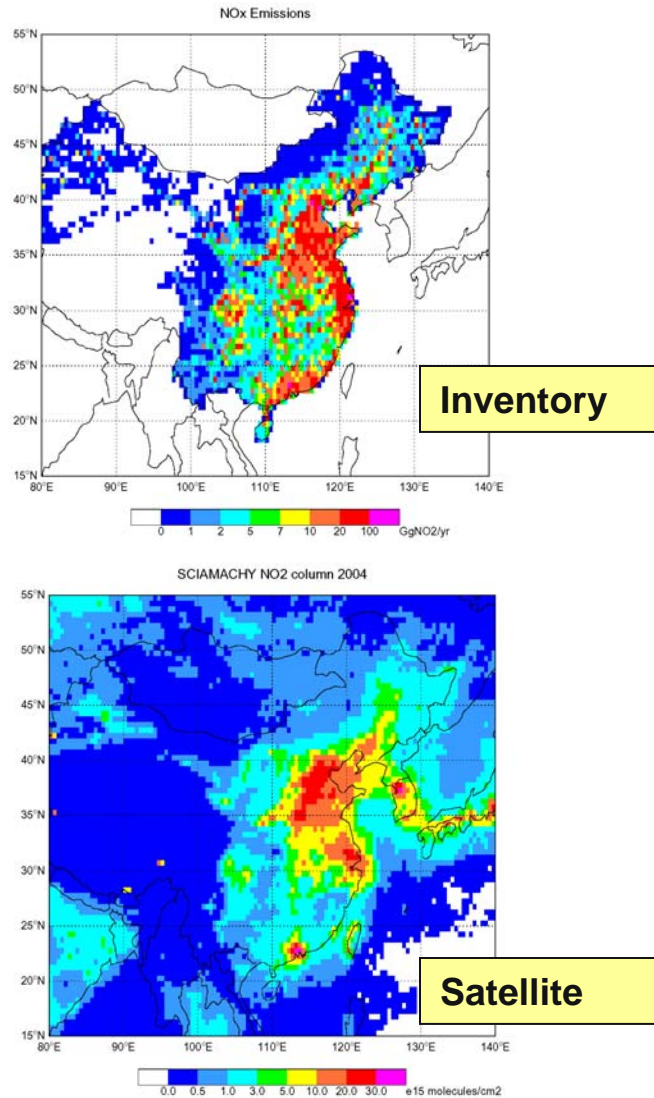 NOx Emissions
55°N
50°N
45°N
40°N
35°N
30°N
25°N
20°N
15°N
80°E 90°E 100°E 110°E 120°E 130°E 140°E
Inventory
0 1 2 5 7 10 20 100 GgNO2/yr
SCIAMACHY NO2 column 2004
55°N
50°N
45°N
40°N
35°N
30°N
25°N
20°N
15°N
80°E 90°E 100°E 110°E 120°E 130°E 140°E
Satellite
0.0 0.5 1.0 3.0 5.0 10.0 20.0 30.0 e15 molecules/cm2